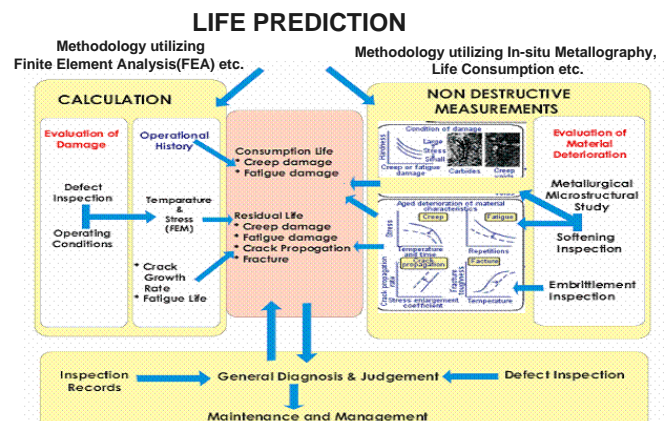 LIFE PREDICTION
Methodology utilizing
Finite Element Analysis(FEA) etc.
Methodology utilizing In-situ Metallography,
Life Consumption etc.
CALCULATION
Evaluation of
Damage
Defect
Inspection
Operating
Conditions
Operational
History
Temparature
&
Stress
(FEM)
* Crack
Growth
Rate
* Fatigue Life
Consumption Life
* Creep damage
* Fatigue damage
Residual Life
* Creep damage
* Fatigue damage
* Crack Propogation
* Fracture
NON DESTRUCTIVE
MEASUREMENTS
Condition of damage
Hardness
Large
Stress
Small
Creep or fatigue
damage
Carbides
Creep
Aged deterioration of material
characteristics
Stress
Creep
Temperature
and time
Fatigue
Repetitions
Crack propagation
rate
Crack
propagation
Stress enlargement
coefficient
Fracture
toughness
Fracture
Temperature
Evaluation of
Material
Deterioration
Metallurgical
Microstructural
Study
Softening
Inspection
Embrittlement
Inspection
Inspection
Records
General Diagnosis & Judgement
Defect Inspection
Maintenance and Management